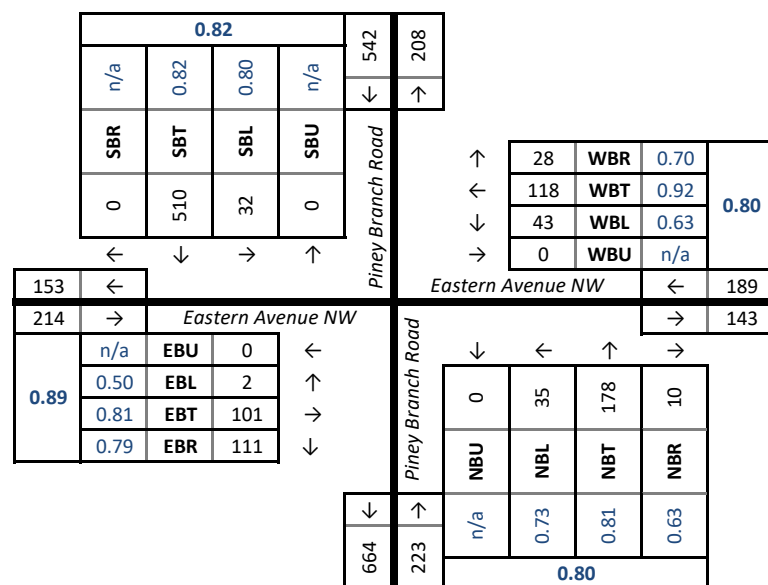 0.82
542
208
n/a
0.82
0.80
n/a
↓
↑
SBR
SBT
SBL
SBU
0
510
32
0
←
↓
→
↑
Piney Branch Road
↑ 28 WBR 0.70
← 118 WBT 0.92
↓ 43 WBL 0.63
→ 0 WBU n/a
0.80
153 ←
Eastern Avenue NW
← 189
214 →
Eastern Avenue NW
→ 143
0.89
n/a EBU 0 ←
0.50 EBL 2 ↑
0.81 EBT 101 →
0.79 EBR 111 ↓
Piney Branch Road
↓
←
↑
→
0
35
178
10
NBU
NBL
NBT
NBR
↓
↑
n/a
0.73
0.81
0.63
664
223
0.80